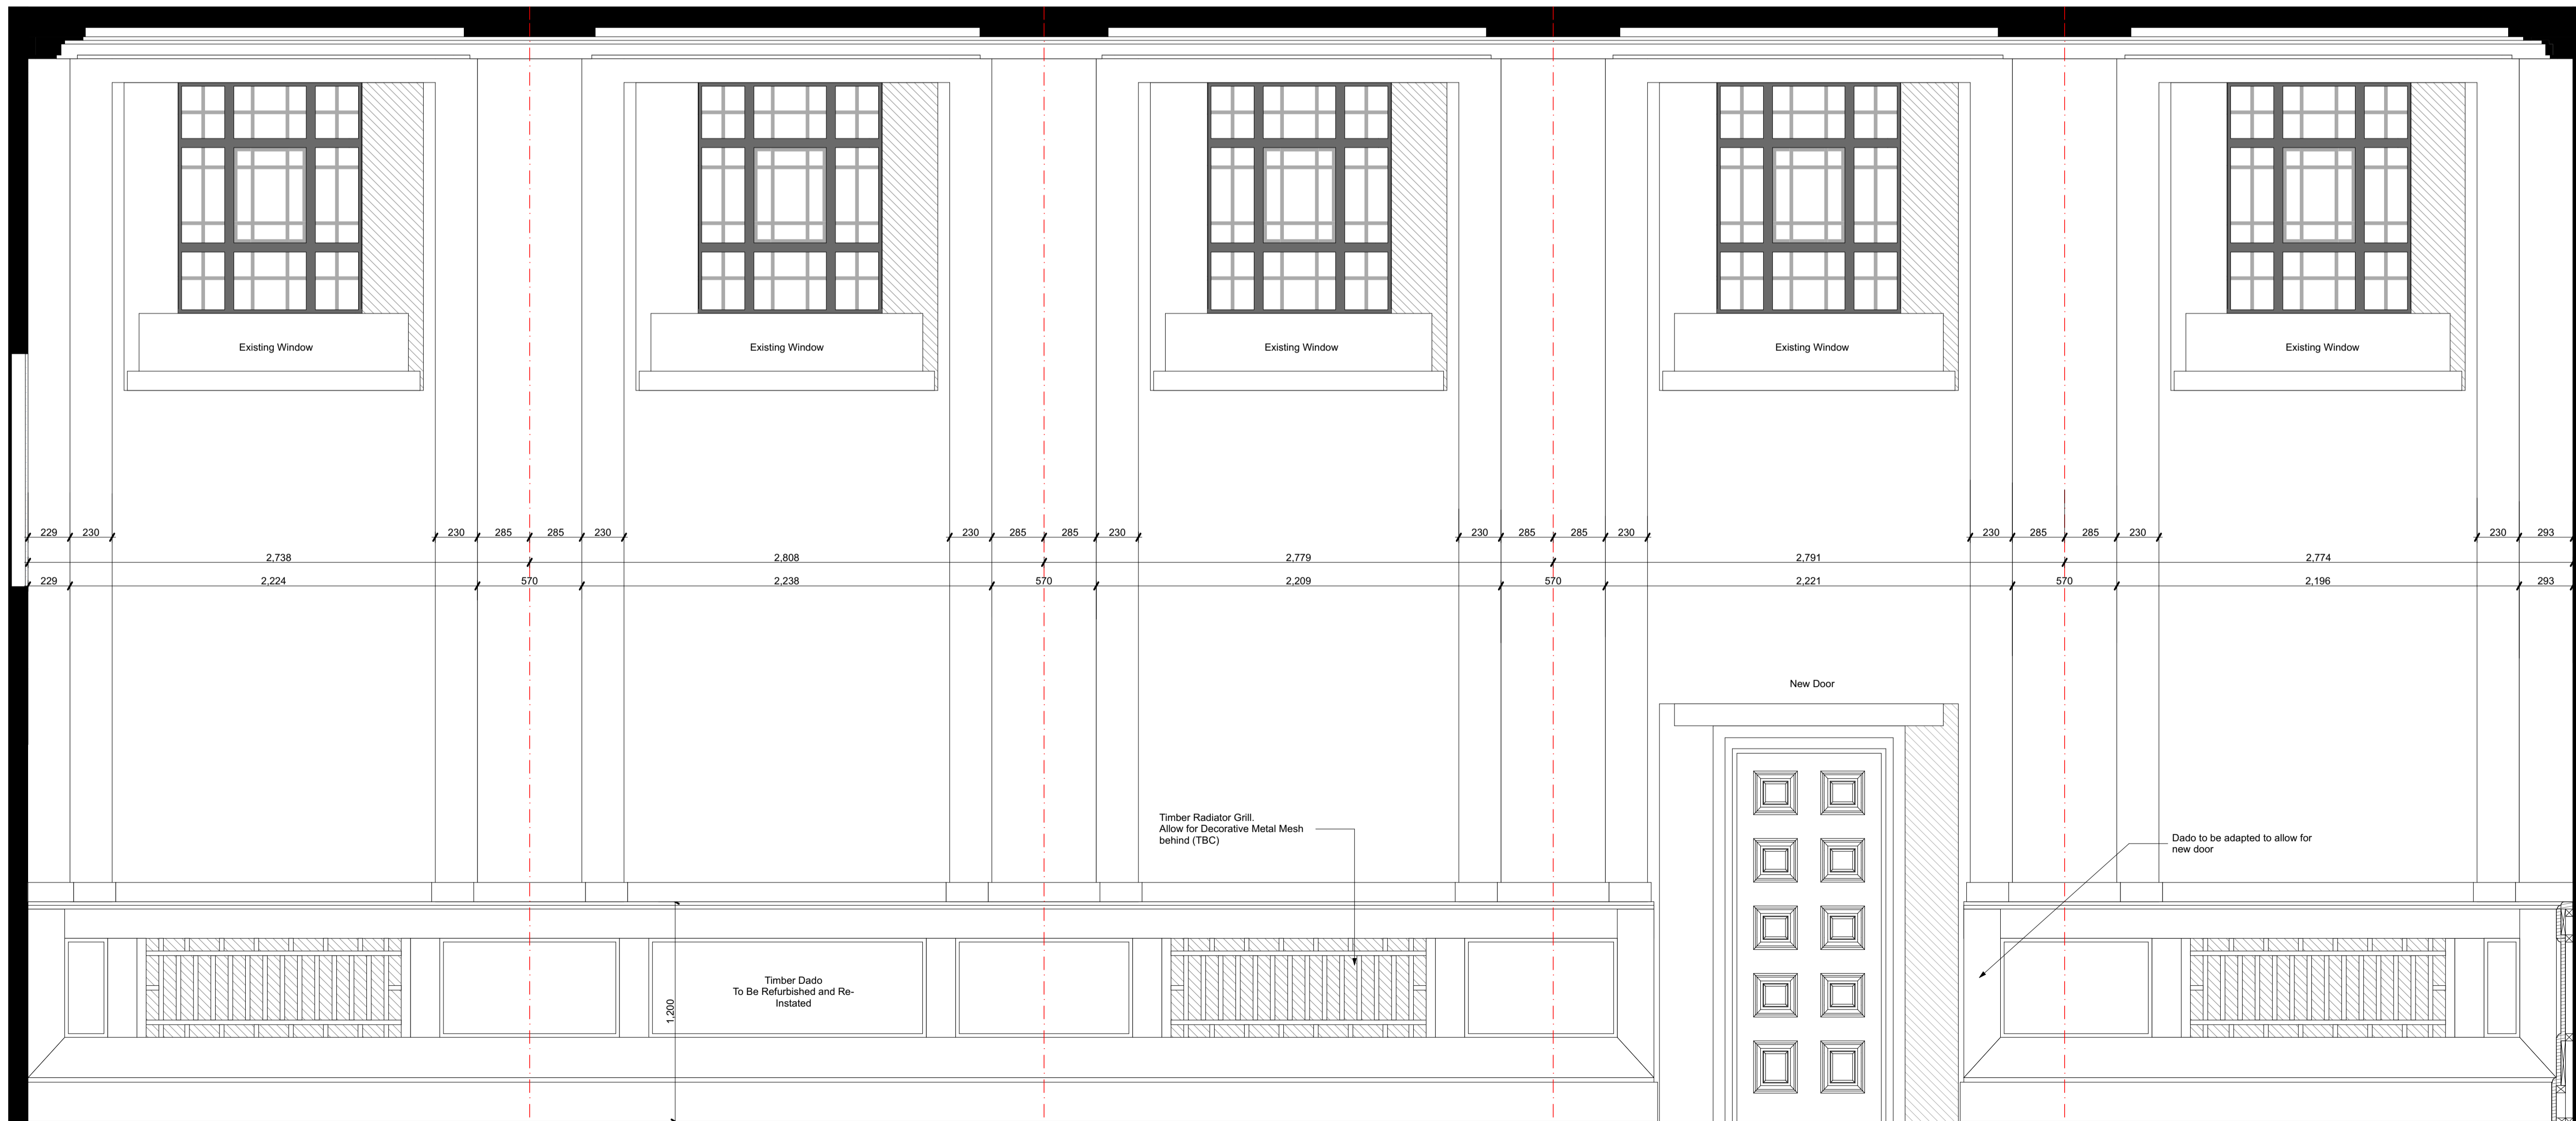 Existing Window
Existing Window
Existing Window
Existing Window
Existing Window
229 230 230 285 285 230 230 285 285 230 230 285 285 230 230 285 285 230 230 293
2,738 2,808 2,779 2,791 2,774
229 2,224 570 2,238 570 2,209 570 2,221 570 2,196 293
New Door
Timber Radiator Grill.
Allow for Decorative Metal Mesh
behind (TBC)
Dado to be adapted to allow for
new door
Timber Dado
To Be Refurbished and Re-
Instated
1,200